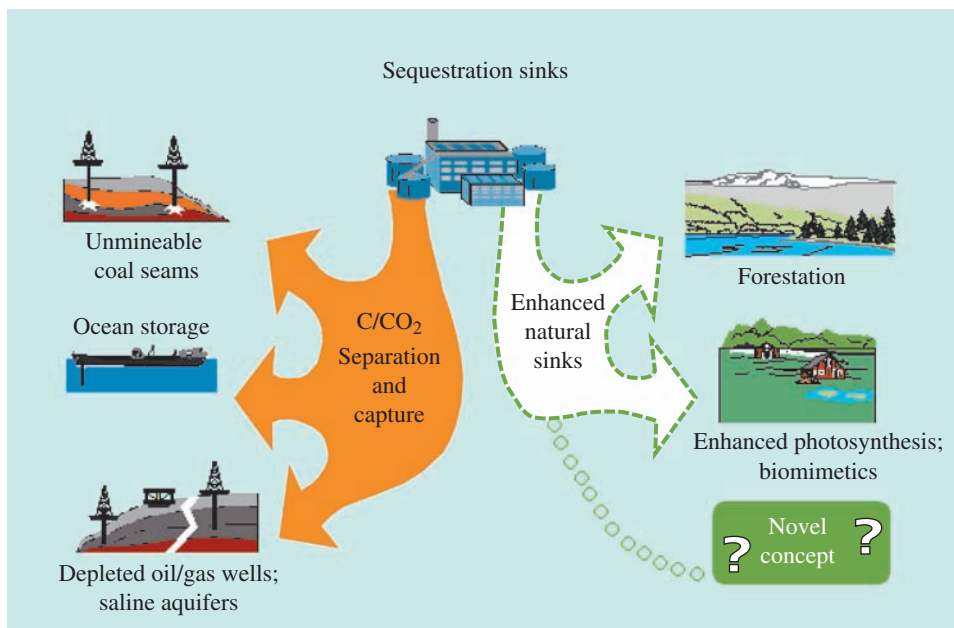 Sequestration sinks
Unmineable
coal seams
Ocean storage
Depleted oil/gas wells;
saline aquifers
C/CO₂
Separation
and
capture
Enhanced
natural
sinks
Forestation
Enhanced photosynthesis;
biomimetics
? Novel ?
concept